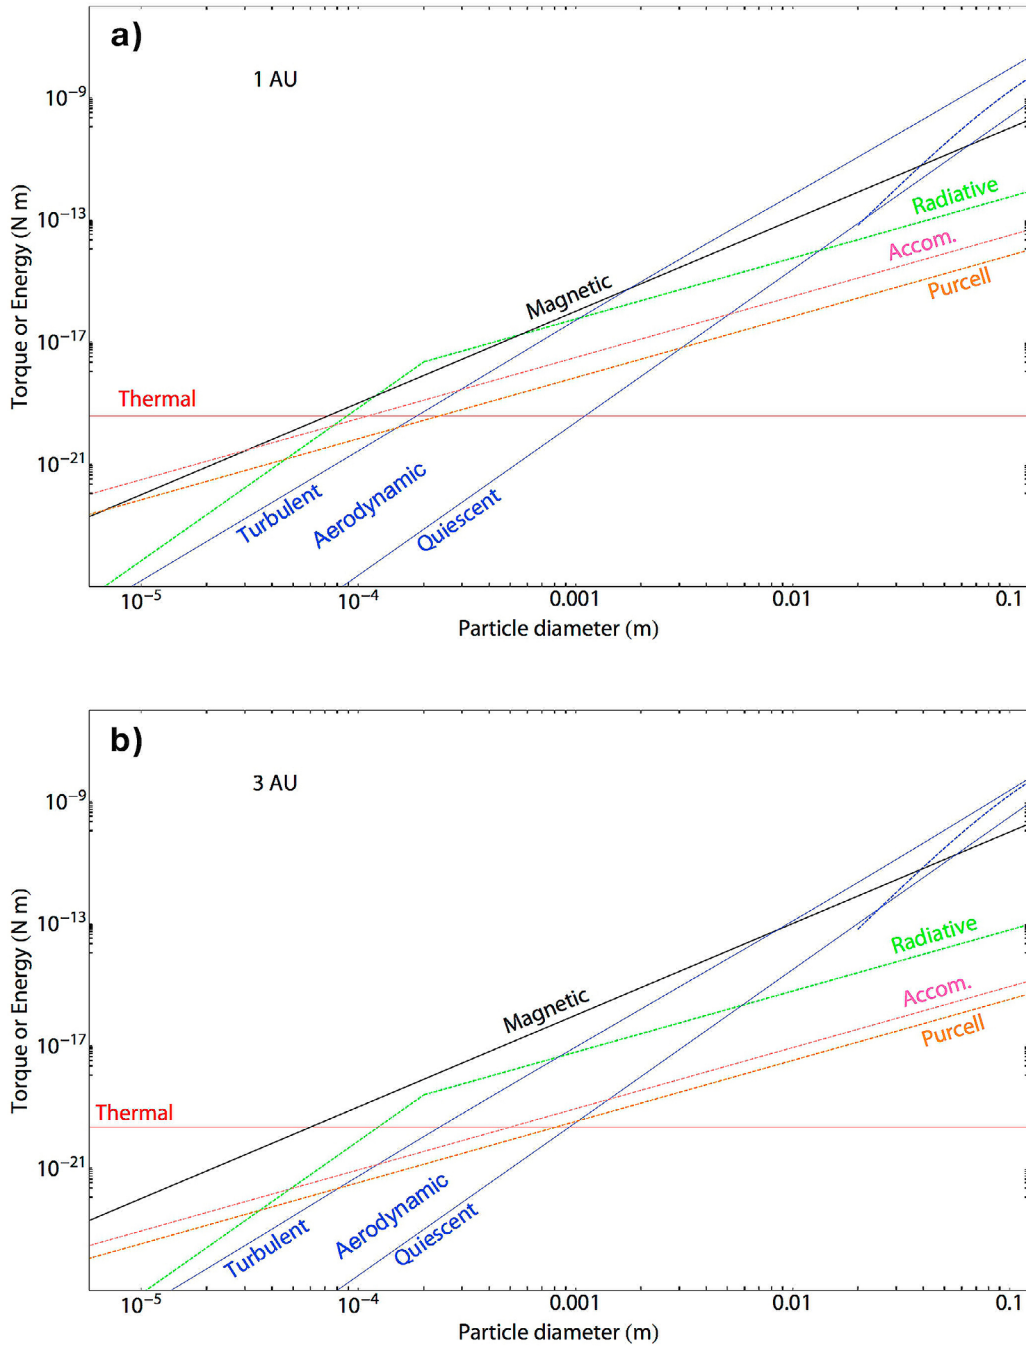 a)
1 AU
10⁻⁹
10⁻¹³
10⁻¹⁷
10⁻²¹
Torque or Energy (N m)
Radiative
Accom.
Purcell
Magnetic
Thermal
Turbulent
Aerodynamic
Quiescent
10⁻⁵
10⁻⁴
0.001
0.01
0.1
Particle diameter (m)
b)
3 AU
10⁻⁹
10⁻¹³
10⁻¹⁷
10⁻²¹
Torque or Energy (N m)
Radiative
Accom.
Purcell
Magnetic
Thermal
Turbulent
Aerodynamic
Quiescent
10⁻⁵
10⁻⁴
0.001
0.01
0.1
Particle diameter (m)